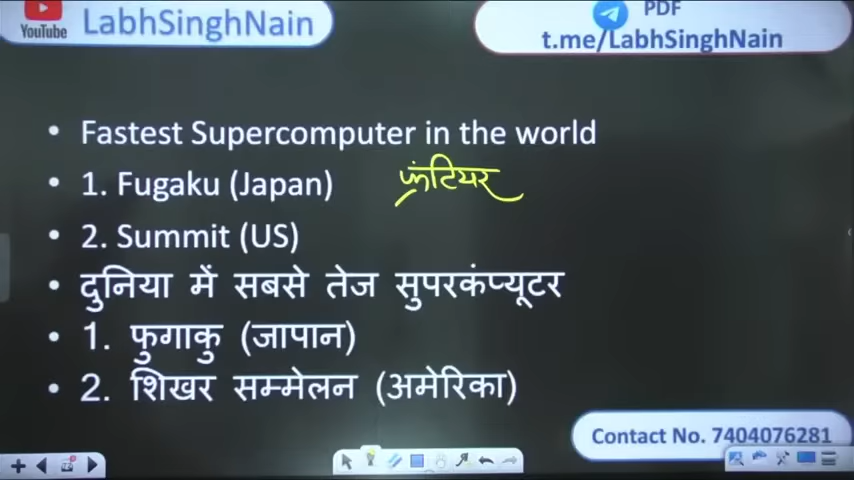 YouTube LabhSinghNain
PDF
t.me/LabhSinghNain
• Fastest Supercomputer in the world
• 1. Fugaku (Japan) फ्रंटियर
• 2. Summit (US)
• दुनिया में सबसे तेज सुपरकंप्यूटर
• 1. फुगाकु (जापान)
• 2. शिखर सम्मेलन (अमेरिका)
Contact No. 7404076281